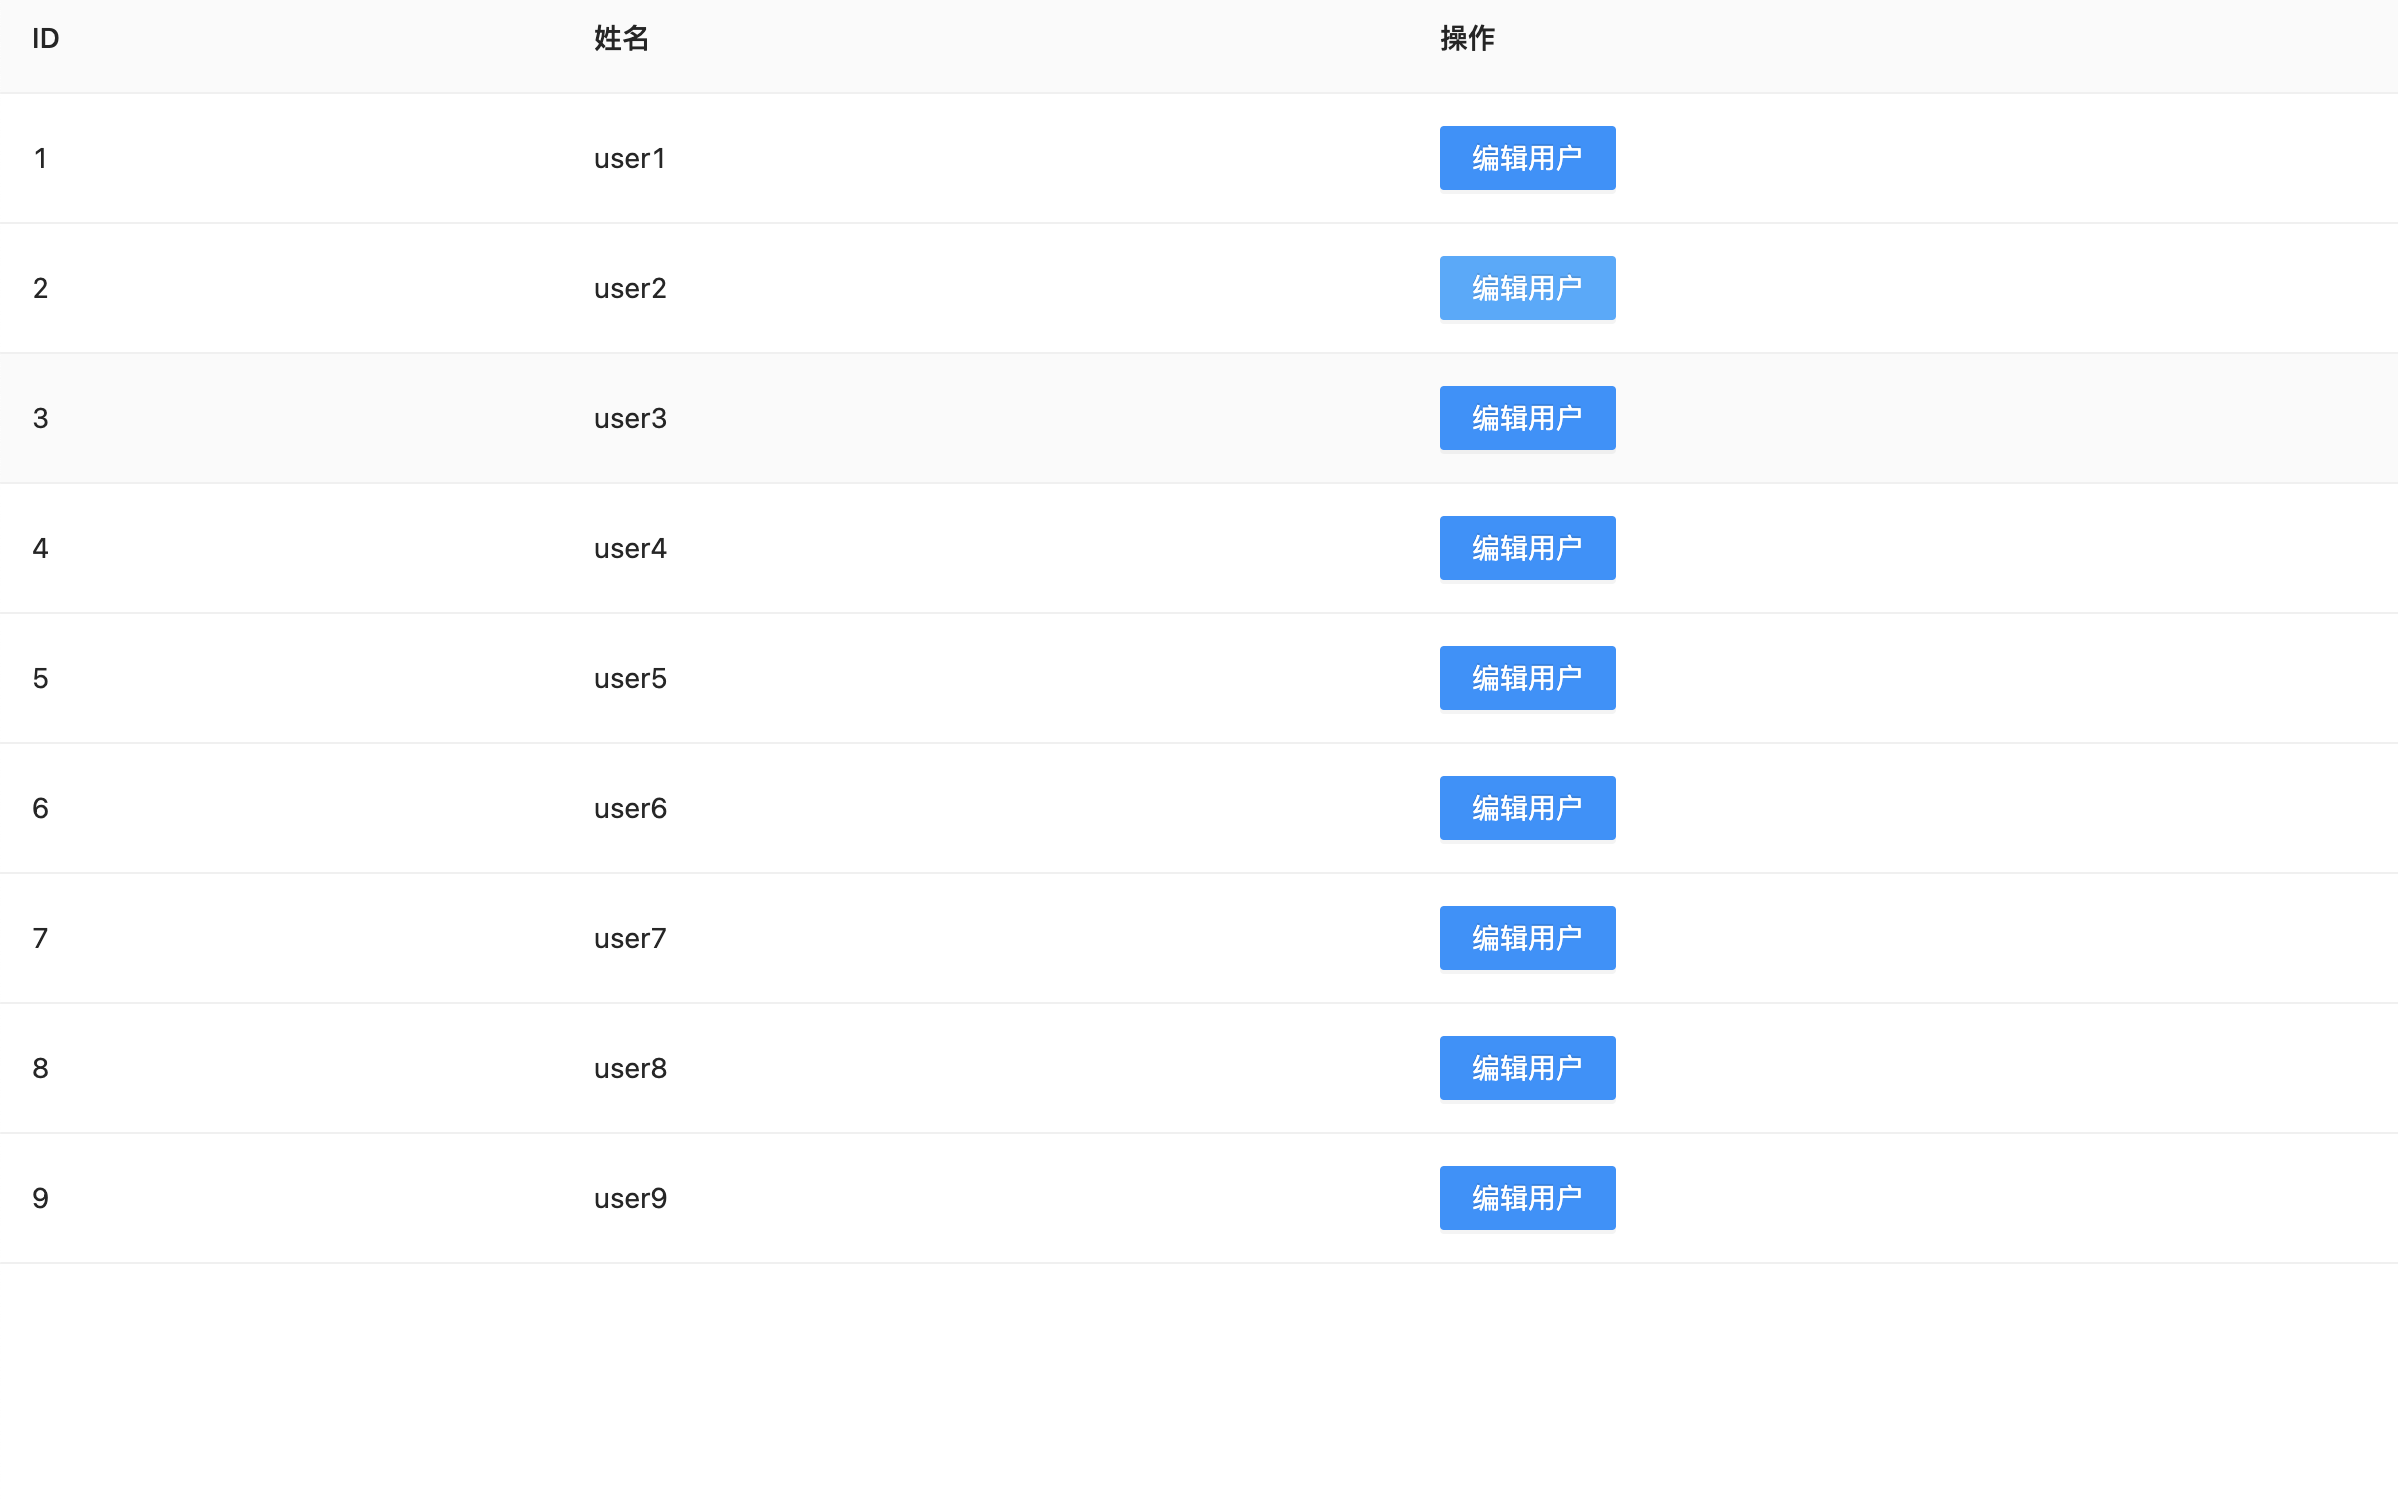 ID 姓名 操作
1 user1 编辑用户
2 user2 编辑用户
3 user3 编辑用户
4 user4 编辑用户
5 user5 编辑用户
6 user6 编辑用户
7 user7 编辑用户
8 user8 编辑用户
9 user9 编辑用户